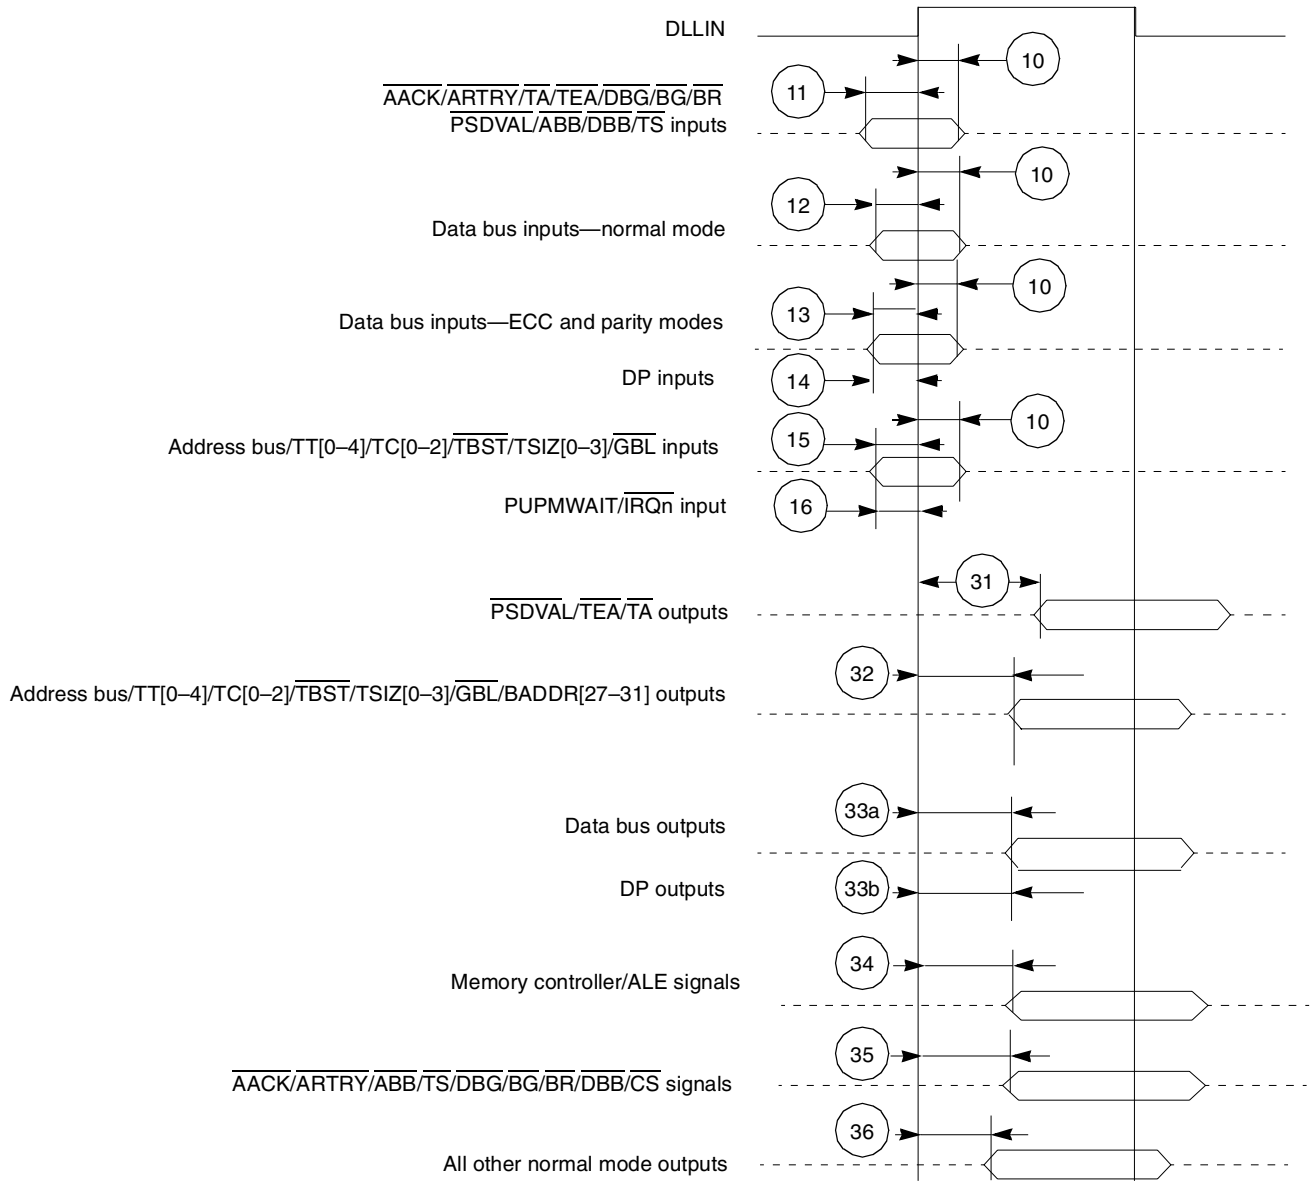 DLLIN
10
11
AACK/ARTRY/TA/TEA/DBG/BG/BR
PSDVAL/ABB/DBB/TS inputs
10
12
Data bus inputs—normal mode
10
13
Data bus inputs—ECC and parity modes
DP inputs
14
10
15
Address bus/TT[0–4]/TC[0–2]/TBST/TSIZ[0–3]/GBL inputs
PUPMWAIT/IRQn input
16
31
PSDVAL/TEA/TA outputs
32
Address bus/TT[0–4]/TC[0–2]/TBST/TSIZ[0–3]/GBL/BADDR[27–31] outputs
33a
Data bus outputs
DP outputs
33b
34
Memory controller/ALE signals
35
AACK/ARTRY/ABB/TS/DBG/BG/BR/DBB/CS signals
36
All other normal mode outputs